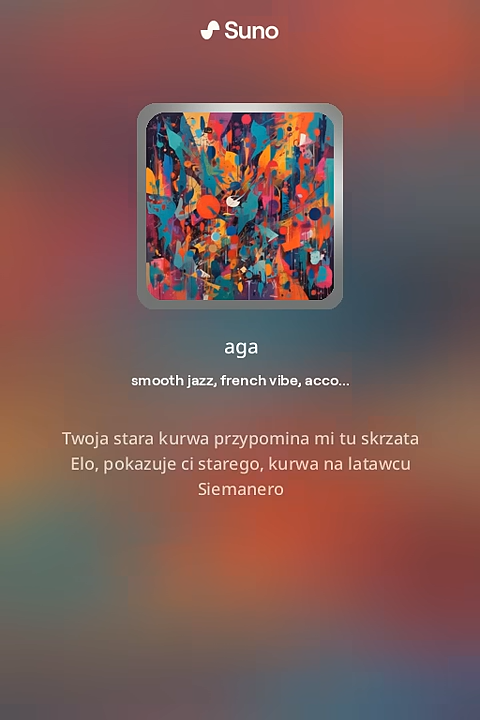 Suno
aga
smooth jazz, french vibe, acco...
Twoja stara kurwa przypomina mi tu skrzata
Elo, pokazuje ci starego, kurwa na latawcu
Siemanero